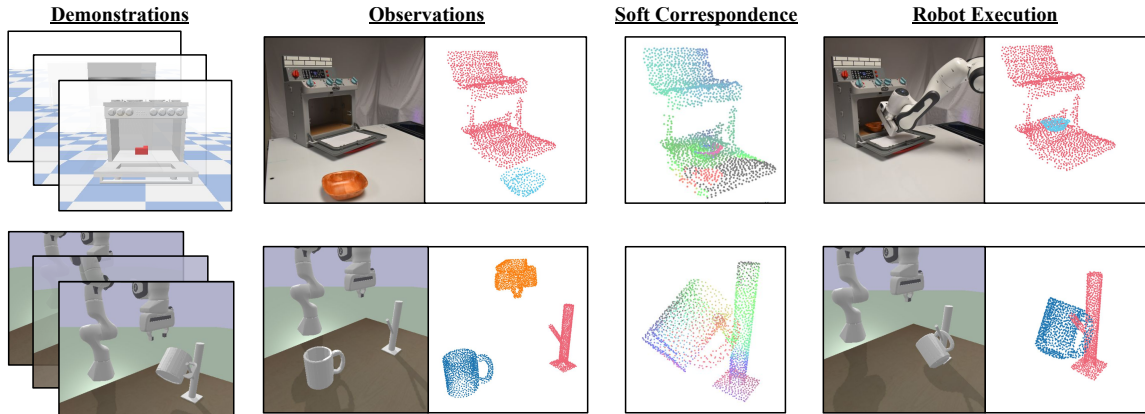 Demonstrations
Observations
Soft Correspondence
Robot Execution